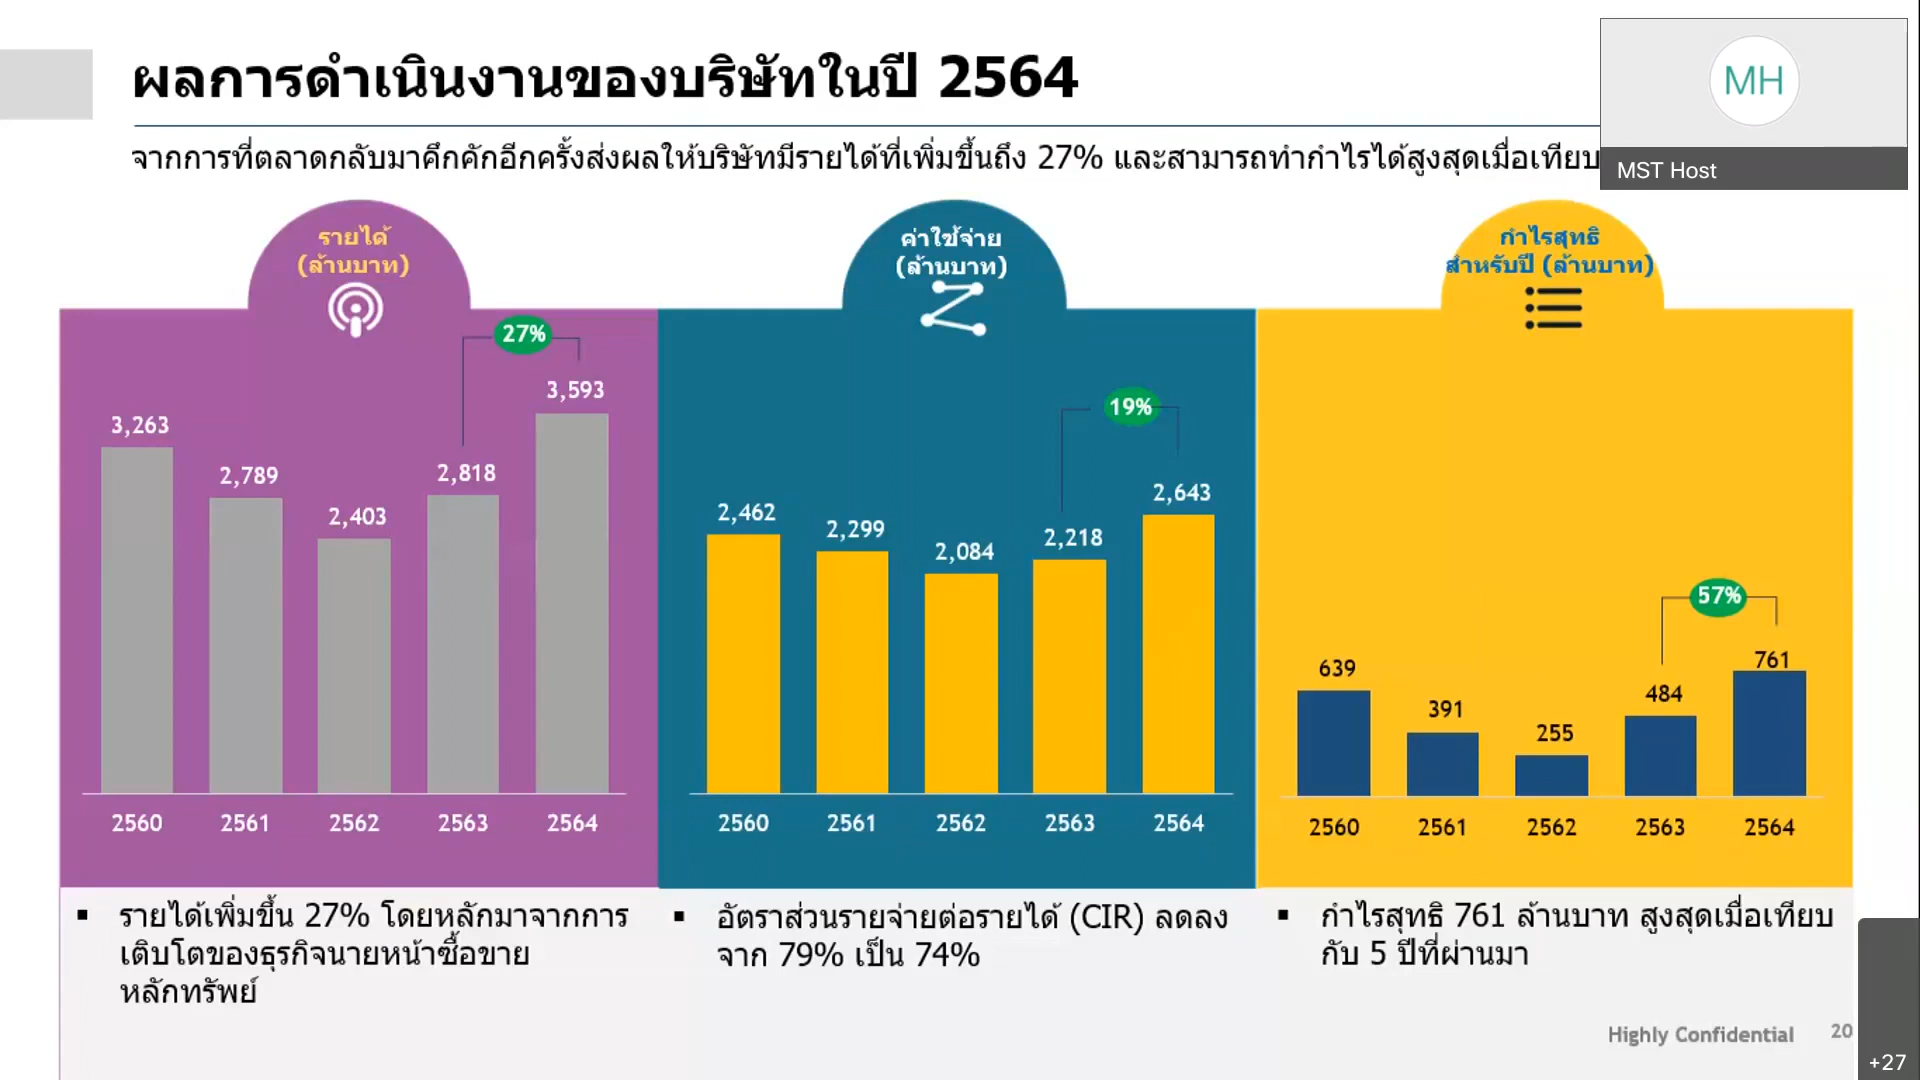 ผลการดำเนินงานของบริษัทในปี 2564
MH
MST Host
จากการที่ตลาดกลับมาคึกคักอีกครั้งส่งผลให้บริษัทมีรายได้ที่เพิ่มขึ้นถึง 27% และสามารถทำกำไรได้สูงสุดเมื่อเทียบ
รายได้
(ล้านบาท)
27%
3,263
2,789
2,403
2,818
3,593
2560 2561 2562 2563 2564
ค่าใช้จ่าย
(ล้านบาท)
19%
2,462
2,299
2,084
2,218
2,643
2560 2561 2562 2563 2564
กำไรสุทธิ
สำหรับปี (ล้านบาท)
57%
639
391
255
484
761
2560 2561 2562 2563 2564
▪ รายได้เพิ่มขึ้น 27% โดยหลักมาจากการ
เติบโตของธุรกิจนายหน้าซื้อขาย
หลักทรัพย์
▪ อัตราส่วนรายจ่ายต่อรายได้ (CIR) ลดลง
จาก 79% เป็น 74%
▪ กำไรสุทธิ 761 ล้านบาท สูงสุดเมื่อเทียบ
กับ 5 ปีที่ผ่านมา
Highly Confidential 20
+27